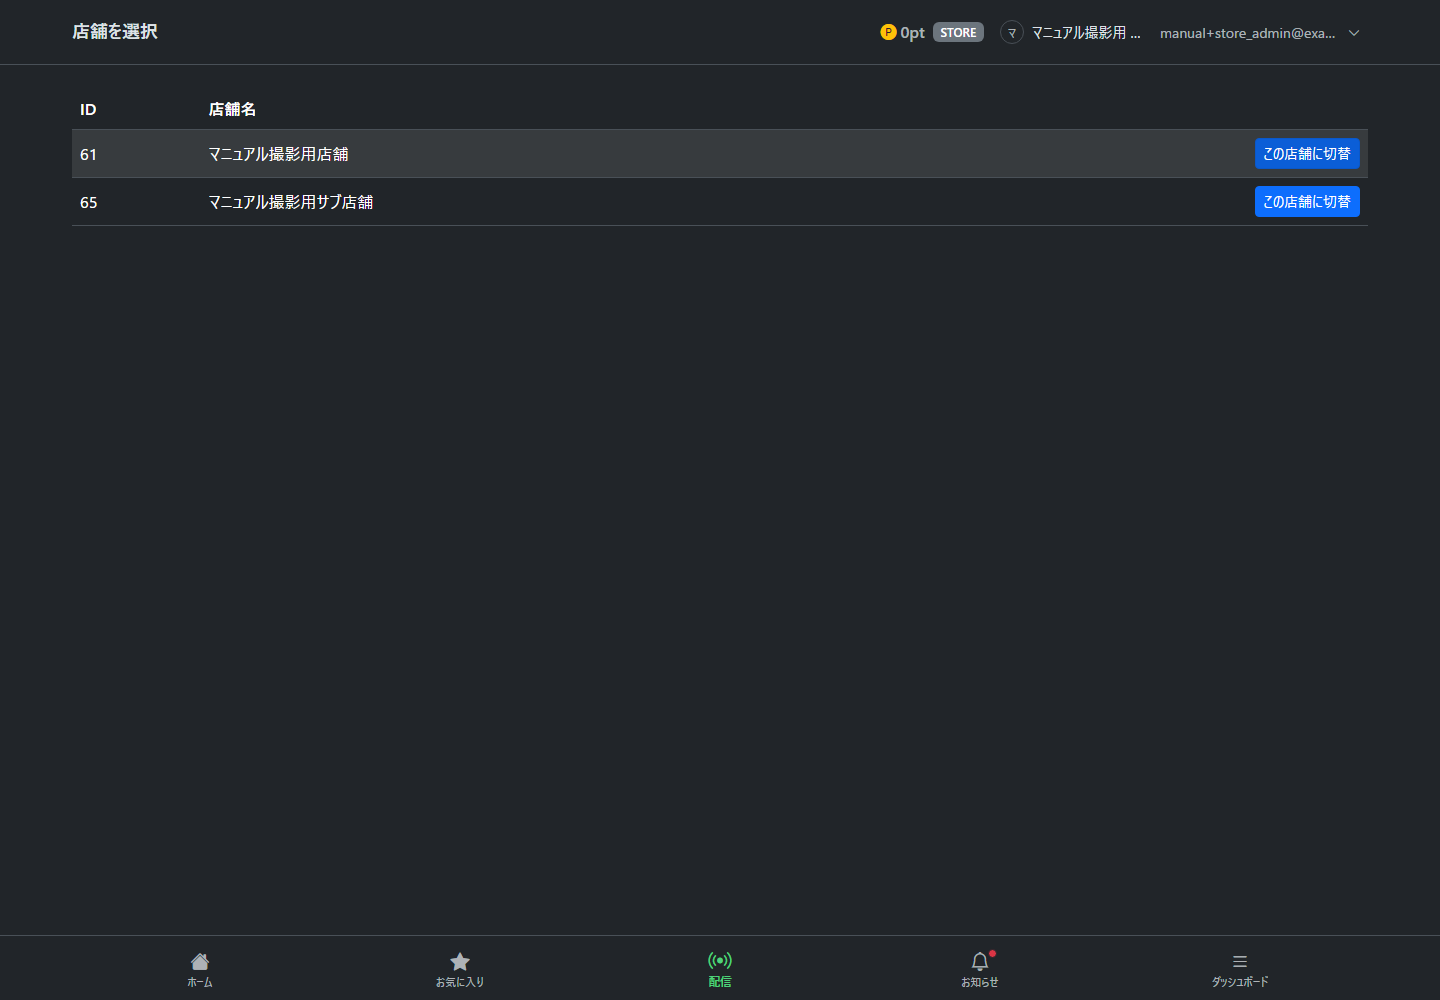 店舗を選択
P 0pt STORE マ マニュアル撮影用 ... manual+store_admin@exa...
ID 店舗名
61 マニュアル撮影用店舗 この店舗に切替
65 マニュアル撮影用サブ店舗 この店舗に切替
ホーム お気に入り 配信 お知らせ ダッシュボード